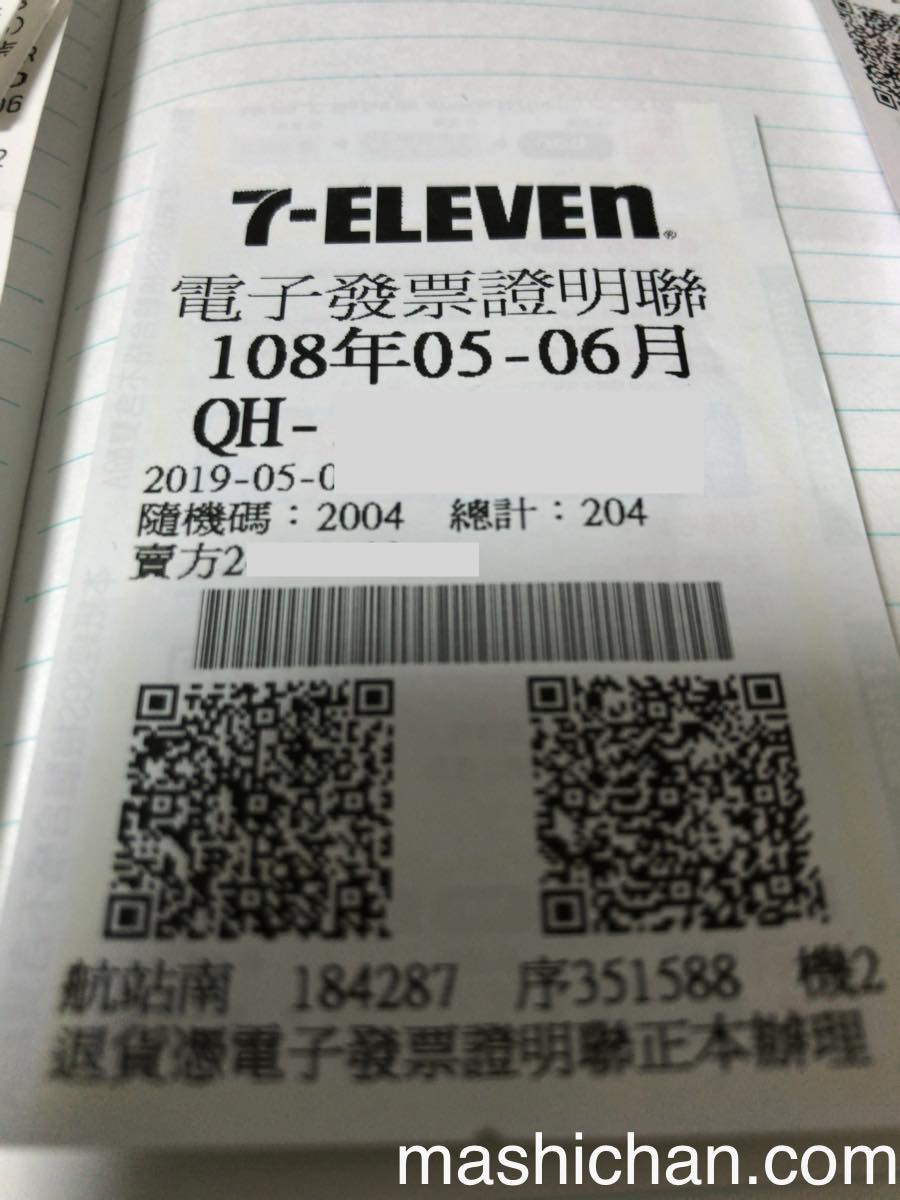 7-ELEVEN®
電子發票證明聯
108年05-06月
QH-
2019-05-0
隨機碼：2004 總計：204
賣方2
航站南 184287 序351588 機2
退貨憑電子發票證明聯正本辦理
mashichan.com